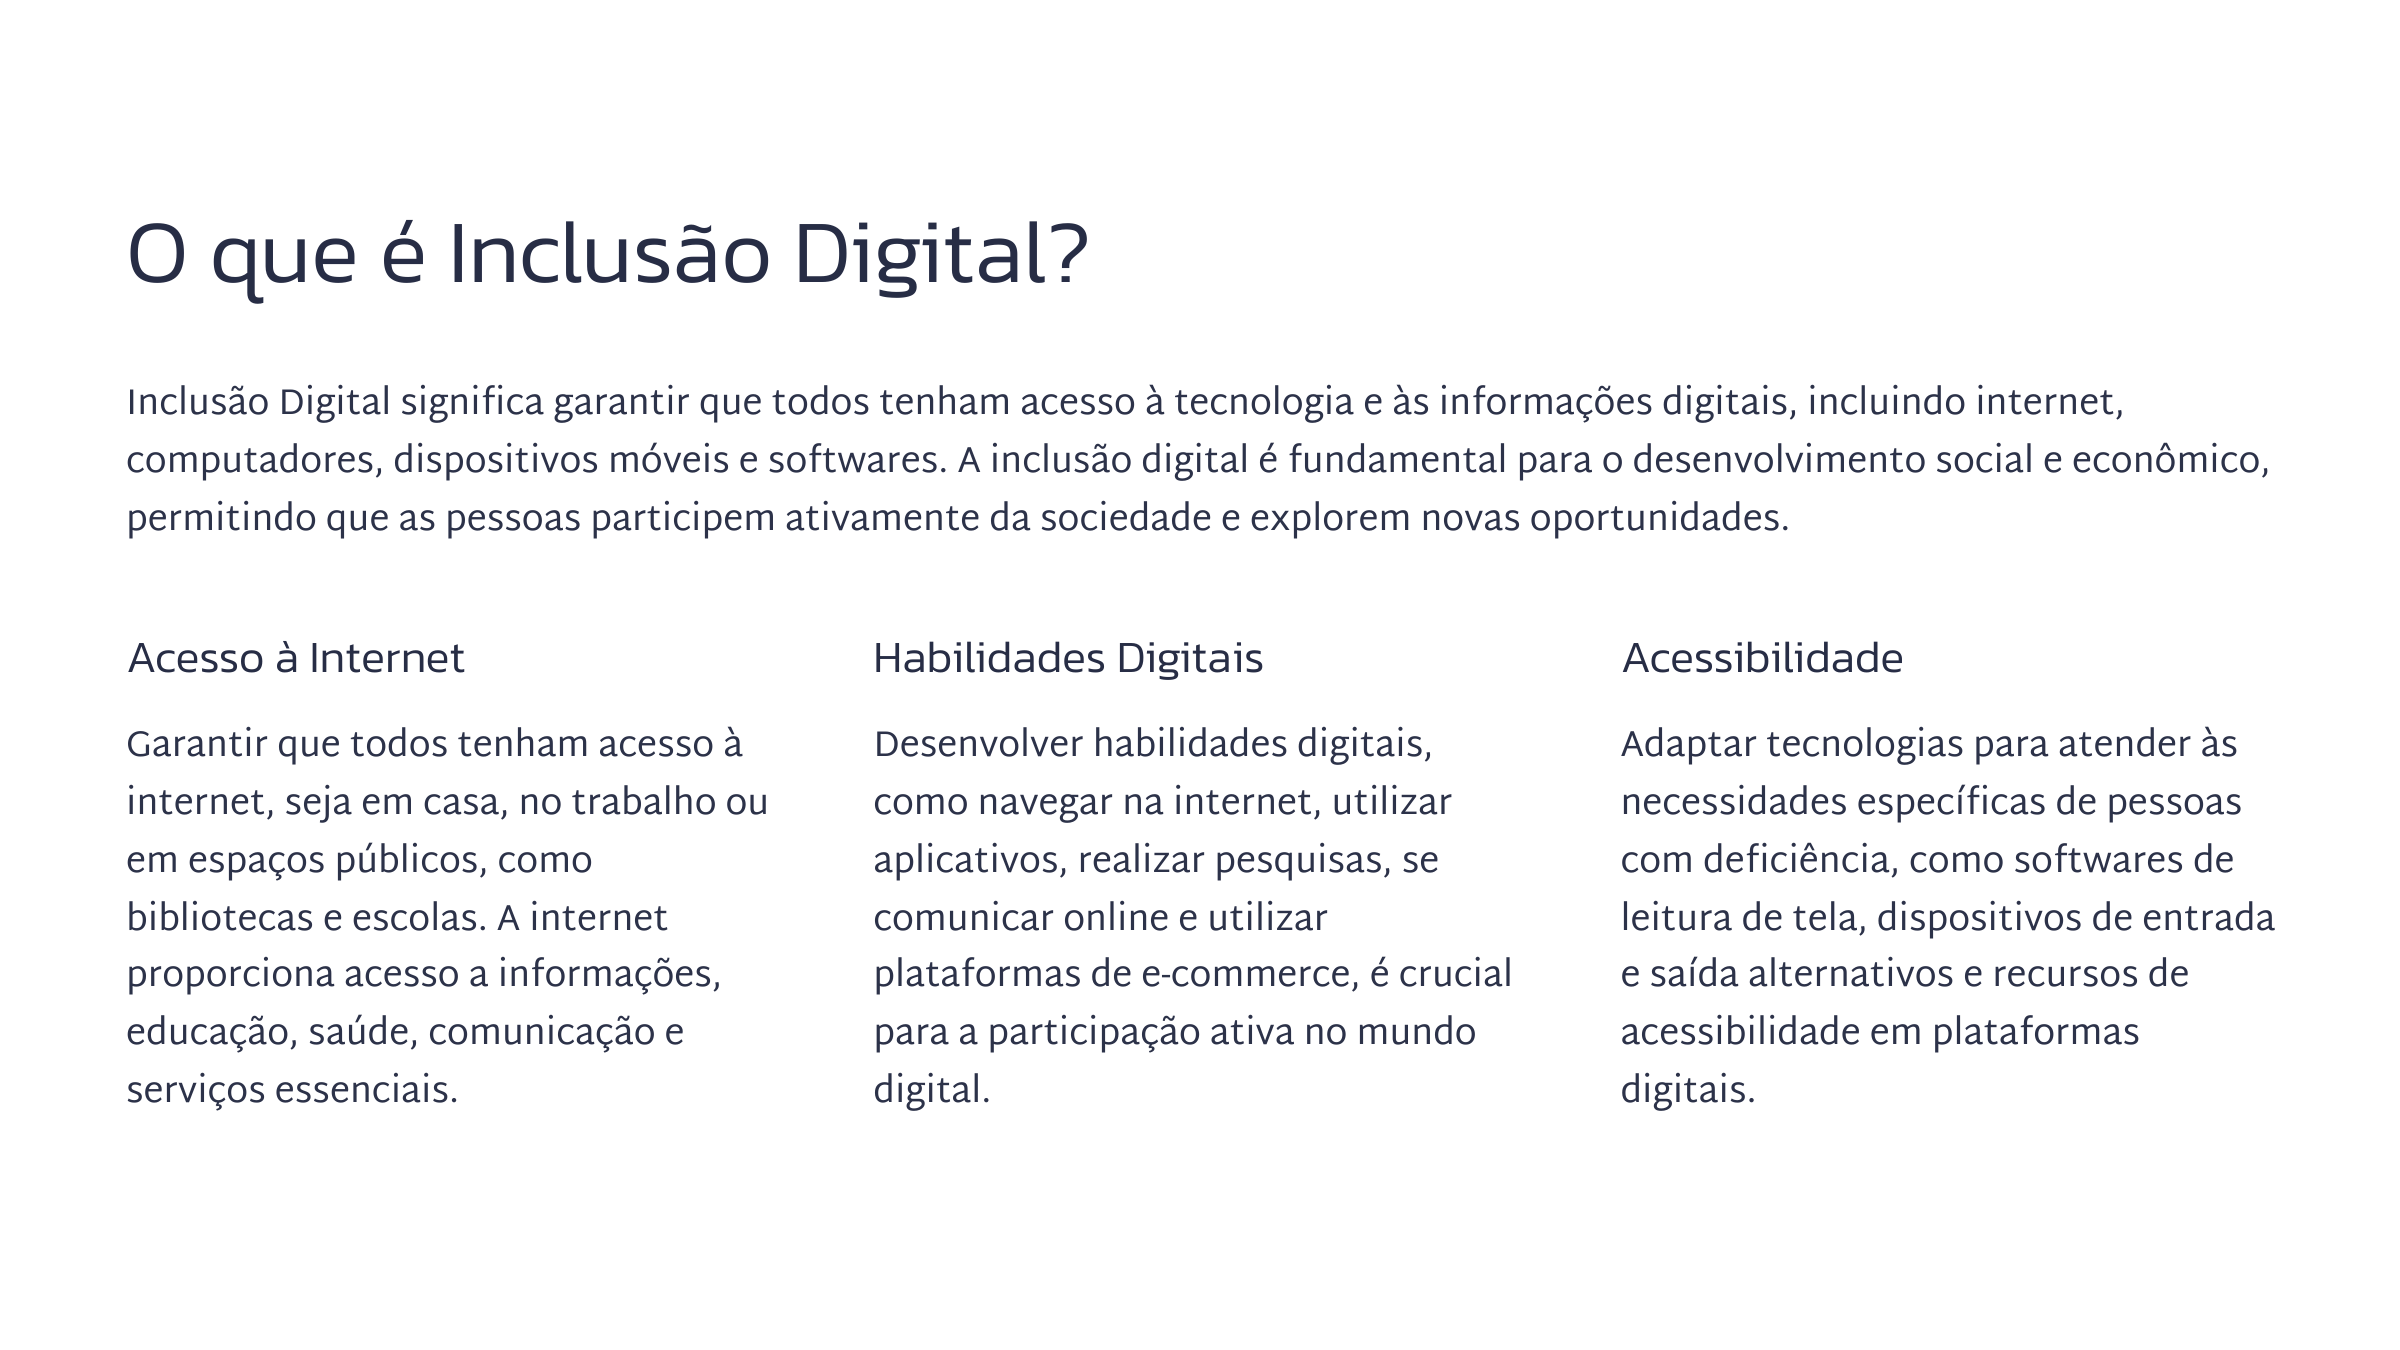 O que é Inclusão Digital?
Inclusão Digital significa garantir que todos tenham acesso à tecnologia e às informações digitais, incluindo internet,
computadores, dispositivos móveis e softwares. A inclusão digital é fundamental para o desenvolvimento social e econômico,
permitindo que as pessoas participem ativamente da sociedade e explorem novas oportunidades.
Acesso à Internet
Garantir que todos tenham acesso à
internet, seja em casa, no trabalho ou
em espaços públicos, como
bibliotecas e escolas. A internet
proporciona acesso a informações,
educação, saúde, comunicação e
serviços essenciais.
Habilidades Digitais
Desenvolver habilidades digitais,
como navegar na internet, utilizar
aplicativos, realizar pesquisas, se
comunicar online e utilizar
plataformas de e-commerce, é crucial
para a participação ativa no mundo
digital.
Acessibilidade
Adaptar tecnologias para atender às
necessidades específicas de pessoas
com deficiência, como softwares de
leitura de tela, dispositivos de entrada
e saída alternativos e recursos de
acessibilidade em plataformas
digitais.